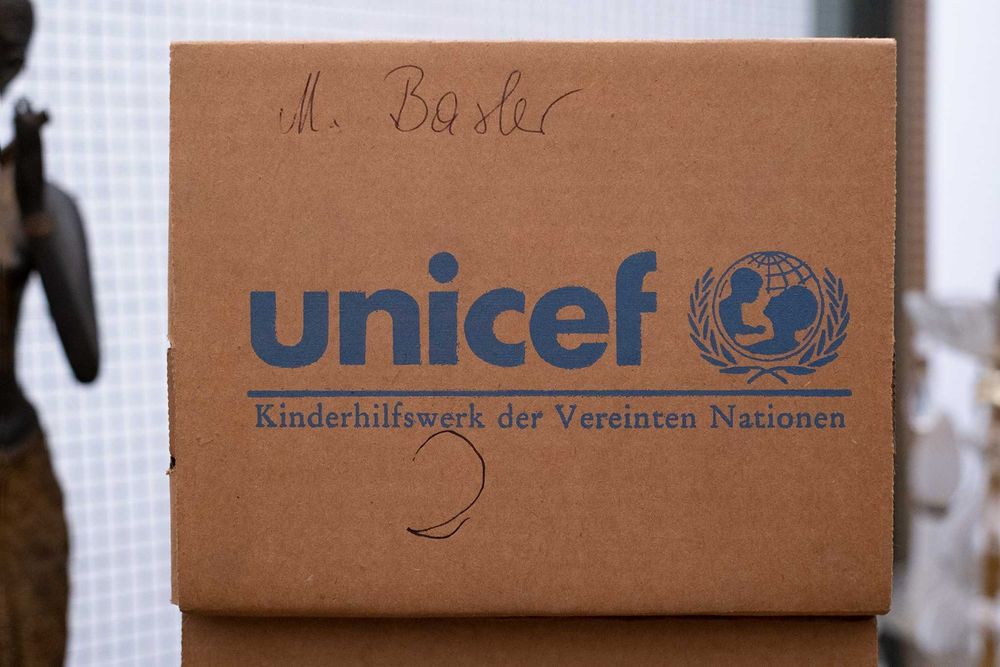 M. Basler
unicef
Kinderhilfswerk der Vereinten Nationen
2